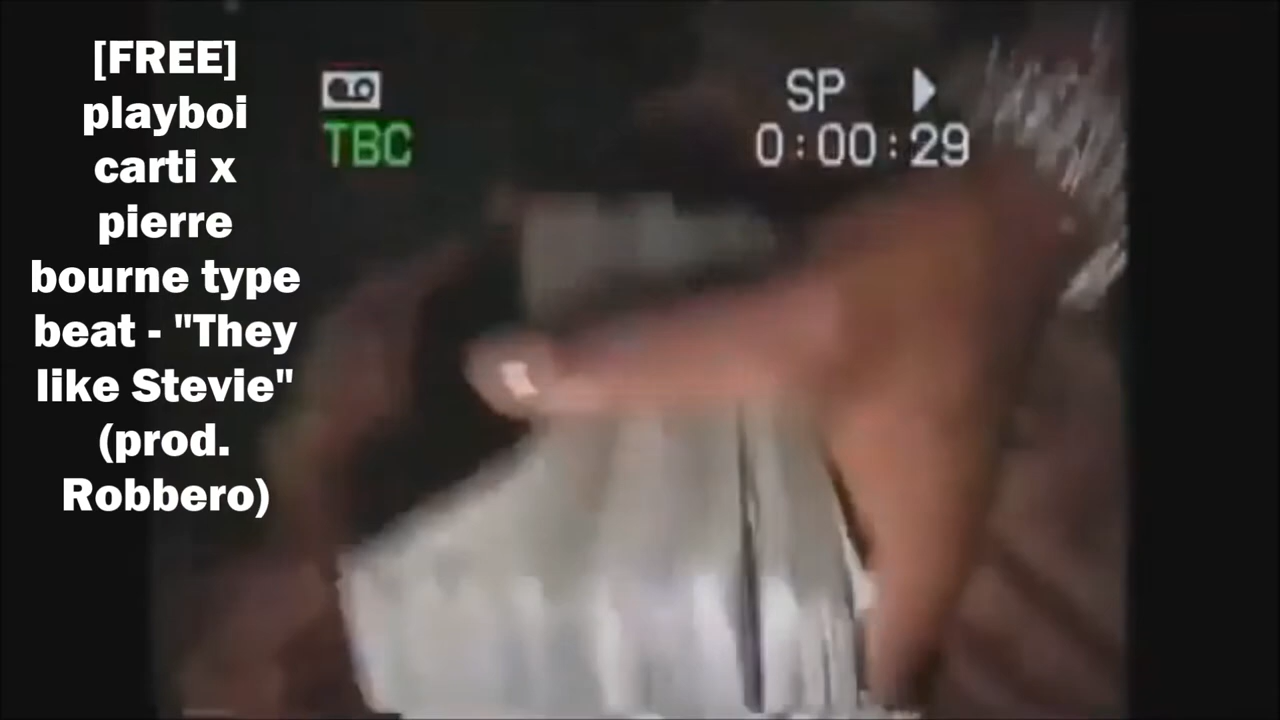 [FREE]
playboi
carti x
pierre
bourne type
beat - "They
like Stevie"
(prod.
Robbero)
SP
TBC
0:00:29